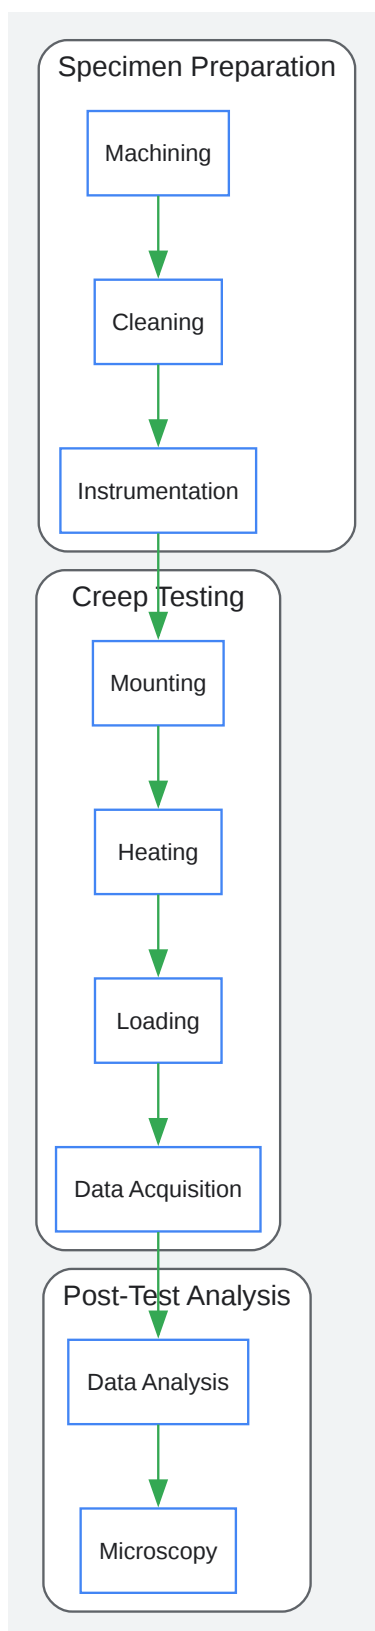 Specimen Preparation
Machining
Cleaning
Instrumentation
Creep Testing
Mounting
Heating
Loading
Data Acquisition
Post-Test Analysis
Data Analysis
Microscopy